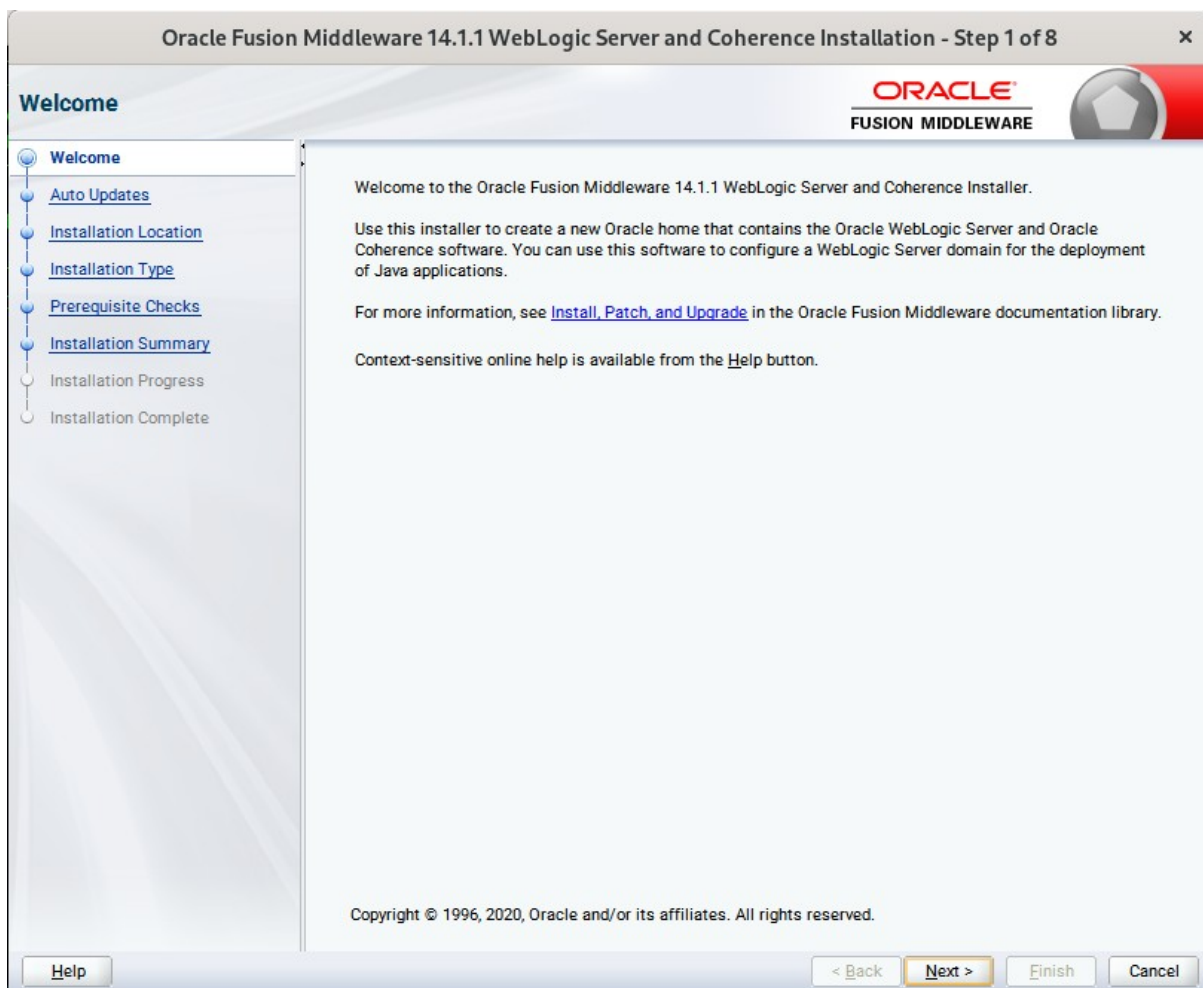 Oracle Fusion Middleware 14.1.1 WebLogic Server and Coherence Installation - Step 1 of 8
Welcome
ORACLE
FUSION MIDDLEWARE
Welcome
Auto Updates
Installation Location
Installation Type
Prerequisite Checks
Installation Summary
Installation Progress
Installation Complete
Welcome to the Oracle Fusion Middleware 14.1.1 WebLogic Server and Coherence Installer.
Use this installer to create a new Oracle home that contains the Oracle WebLogic Server and Oracle
Coherence software. You can use this software to configure a WebLogic Server domain for the deployment
of Java applications.
For more information, see Install, Patch, and Upgrade in the Oracle Fusion Middleware documentation library.
Context-sensitive online help is available from the Help button.
Copyright © 1996, 2020, Oracle and/or its affiliates. All rights reserved.
Help
< Back
Next >
Finish
Cancel